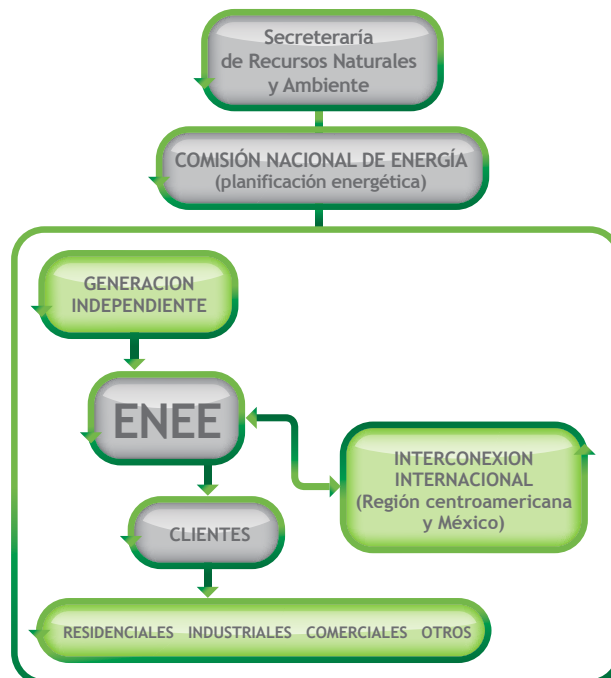 Secreteraría
de Recursos Naturales
y Ambiente
COMISIÓN NACIONAL DE ENERGÍA
(planificación energética)
GENERACION
INDEPENDIENTE
ENEE
INTERCONEXION
INTERNACIONAL
(Región centroamericana
y México)
CLIENTES
RESIDENCIALES INDUSTRIALES COMERCIALES OTROS